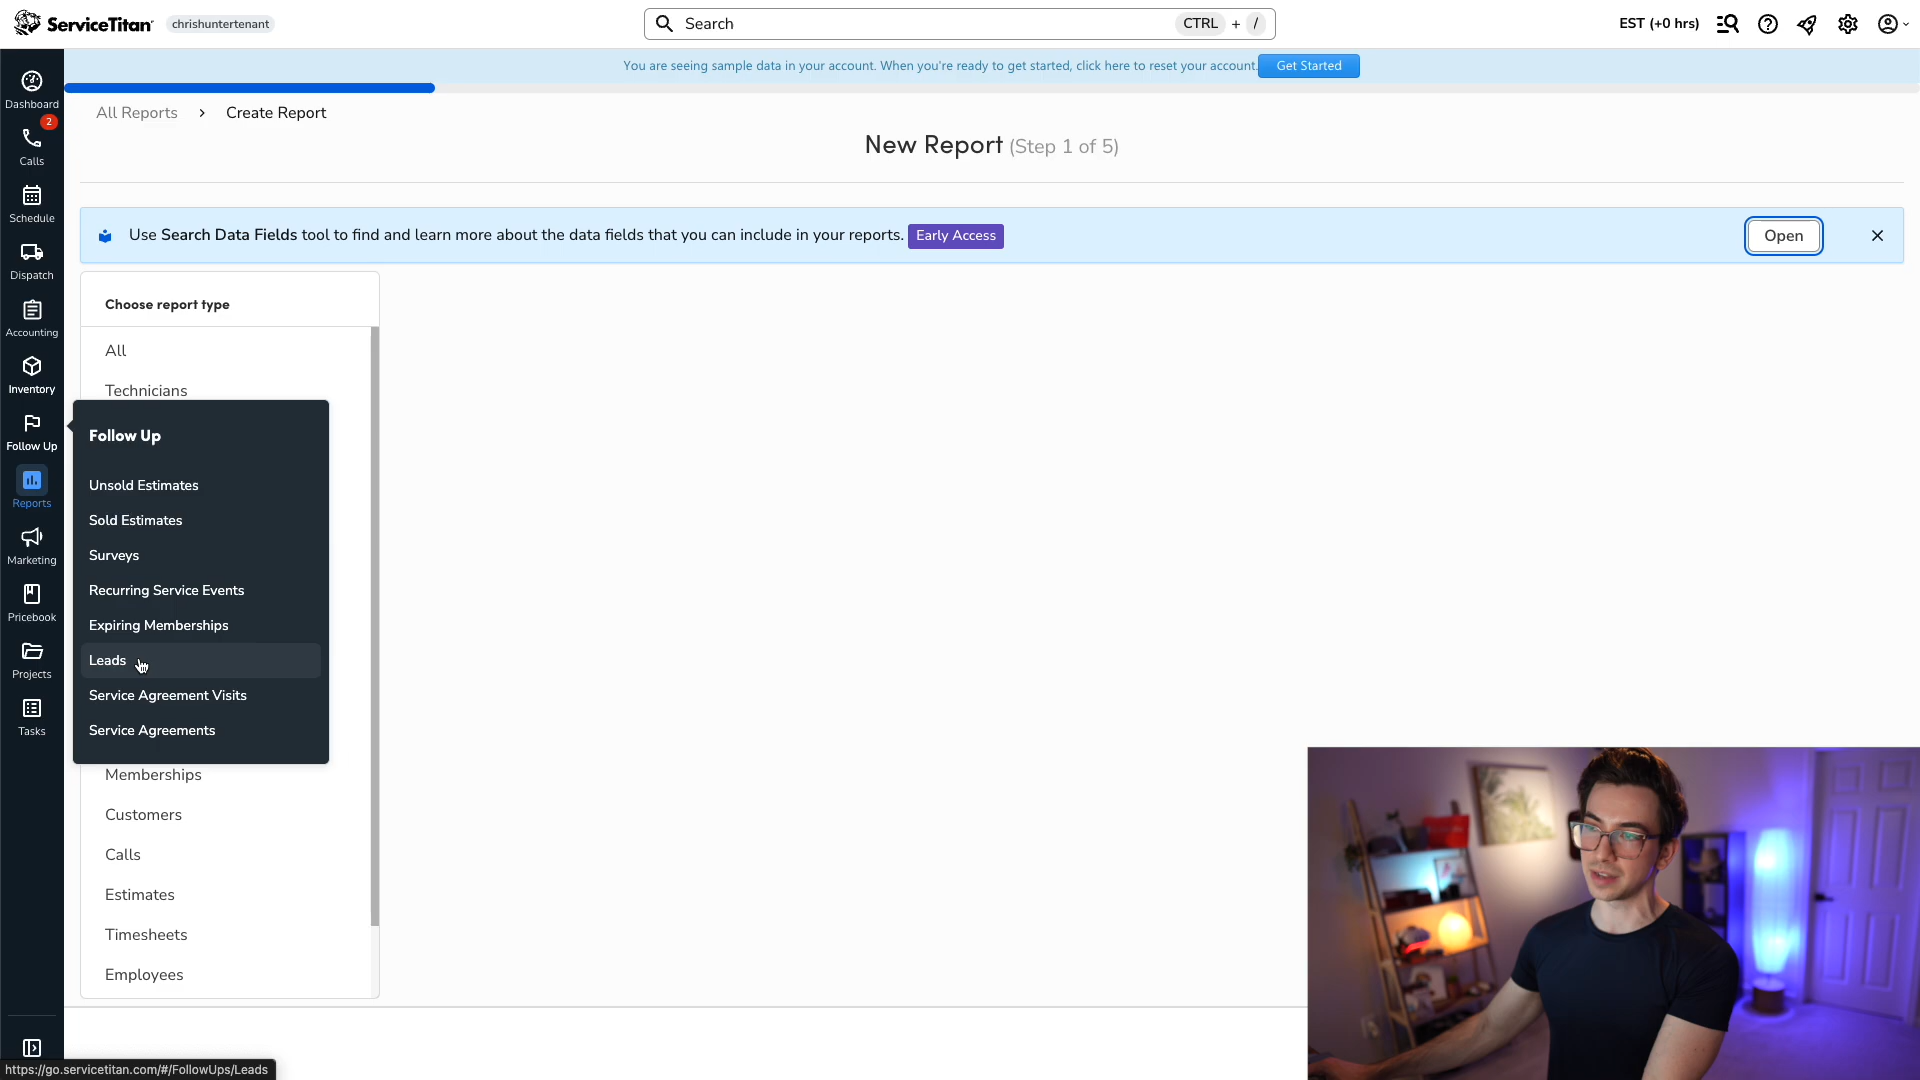 ServiceTitan
chrishuntertenant
Search
CTRL + /
EST (+0 hrs)
You are seeing sample data in your account. When you're ready to get started, click here to reset your account.
Get Started
All Reports > Create Report
New Report (Step 1 of 5)
Use Search Data Fields tool to find and learn more about the data fields that you can include in your reports. Early Access
Open
Dashboard
2
Calls
Schedule
Dispatch
Accounting
Inventory
Follow Up
Reports
Marketing
Pricebook
Projects
Tasks
Choose report type
All
Technicians
Follow Up
Unsold Estimates
Sold Estimates
Surveys
Recurring Service Events
Expiring Memberships
Leads
Service Agreement Visits
Service Agreements
Memberships
Customers
Calls
Estimates
Timesheets
Employees
https://go.servicetitan.com/#/FollowUps/Leads